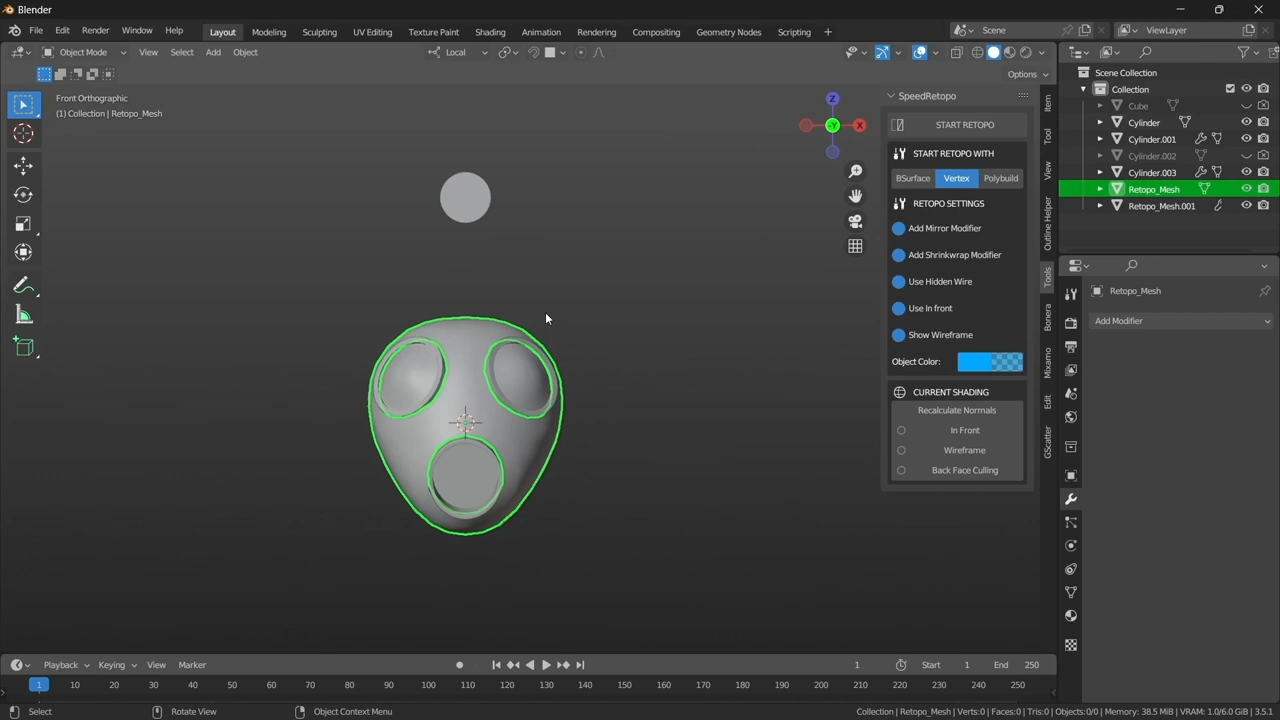 Blender
File Edit Render Window Help Layout Modeling Sculpting UV Editing Texture Paint Shading Animation Rendering Compositing Geometry Nodes Scripting + Scene ViewLayer
Object Mode View Select Add Object Local
Options
Front Orthographic
(1) Collection | Retopo_Mesh
Z
-Y
X
SpeedRetopo
START RETOPO
START RETOPO WITH
BSurface Vertex Polybuild
RETOPO SETTINGS
Add Mirror Modifier
Add Shrinkwrap Modifier
Use Hidden Wire
Use In front
Show Wireframe
Object Color:
CURRENT SHADING
Recalculate Normals
In Front
Wireframe
Back Face Culling
Item
Tool
View
Outline Helper
Tools
Bonera
Mixamo
Edit
GScatter
Scene Collection
Collection
Cube
Cylinder
Cylinder.001
Cylinder.002
Cylinder.003
Retopo_Mesh
Retopo_Mesh.001
Retopo_Mesh
Add Modifier
Playback Keying View Marker 1 Start 1 End 250
1 10 20 30 40 50 60 70 80 90 100 110 120 130 140 150 160 170 180 190 200 210 220 230 240 250
Select Rotate View Object Context Menu Collection | Retopo_Mesh | Verts:0 | Faces:0 | Tris:0 | Objects:0/0 | Memory: 38.5 MiB | VRAM: 1.0/6.0 GiB | 3.5.1